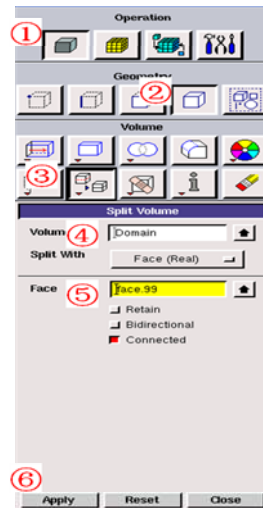 Operation
①
Geometry
②
Volume
③
Split Volume
Volum ④ Domain
Split With Face (Real)
Face ⑤ face.99
Retain
Bidirectional
Connected
⑥
Apply Reset Close